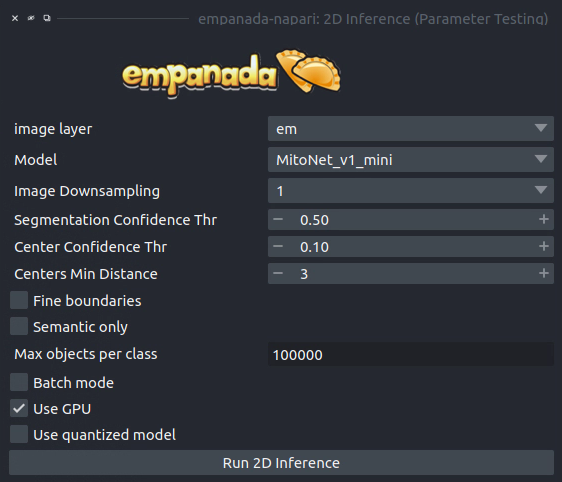 empanada-napari: 2D Inference (Parameter Testing)
empanada
image layer em
Model MitoNet_v1_mini
Image Downsampling 1
Segmentation Confidence Thr − 0.50 +
Center Confidence Thr − 0.10 +
Centers Min Distance − 3 +
Fine boundaries
Semantic only
Max objects per class 100000
Batch mode
Use GPU
Use quantized model
Run 2D Inference